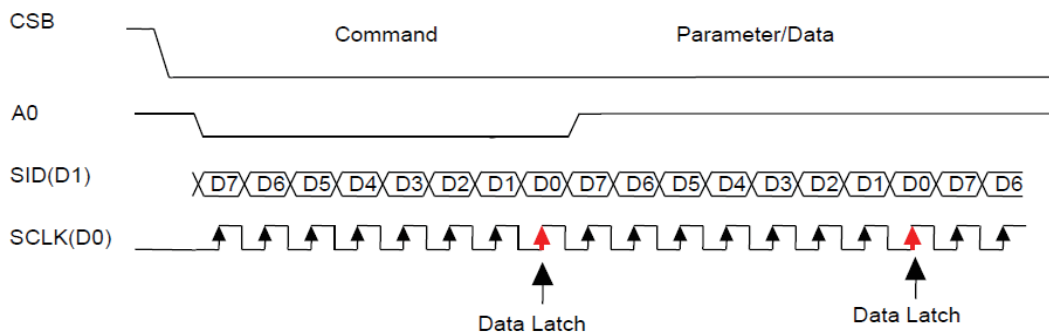 CSB
Command Parameter/Data
A0
SID(D1) D7 D6 D5 D4 D3 D2 D1 D0 D7 D6 D5 D4 D3 D2 D1 D0 D7 D6
SCLK(D0)
Data Latch Data Latch